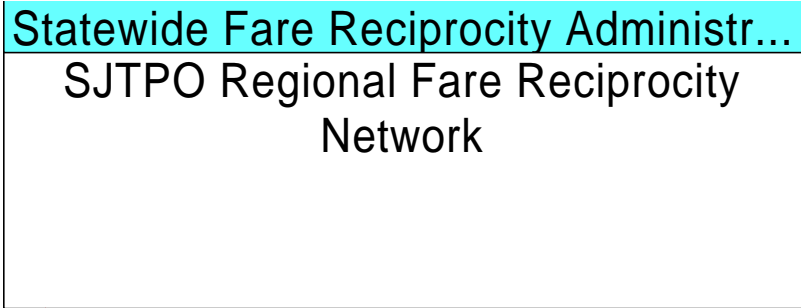 Statewide Fare Reciprocity Administr...
SJTPO Regional Fare Reciprocity
Network